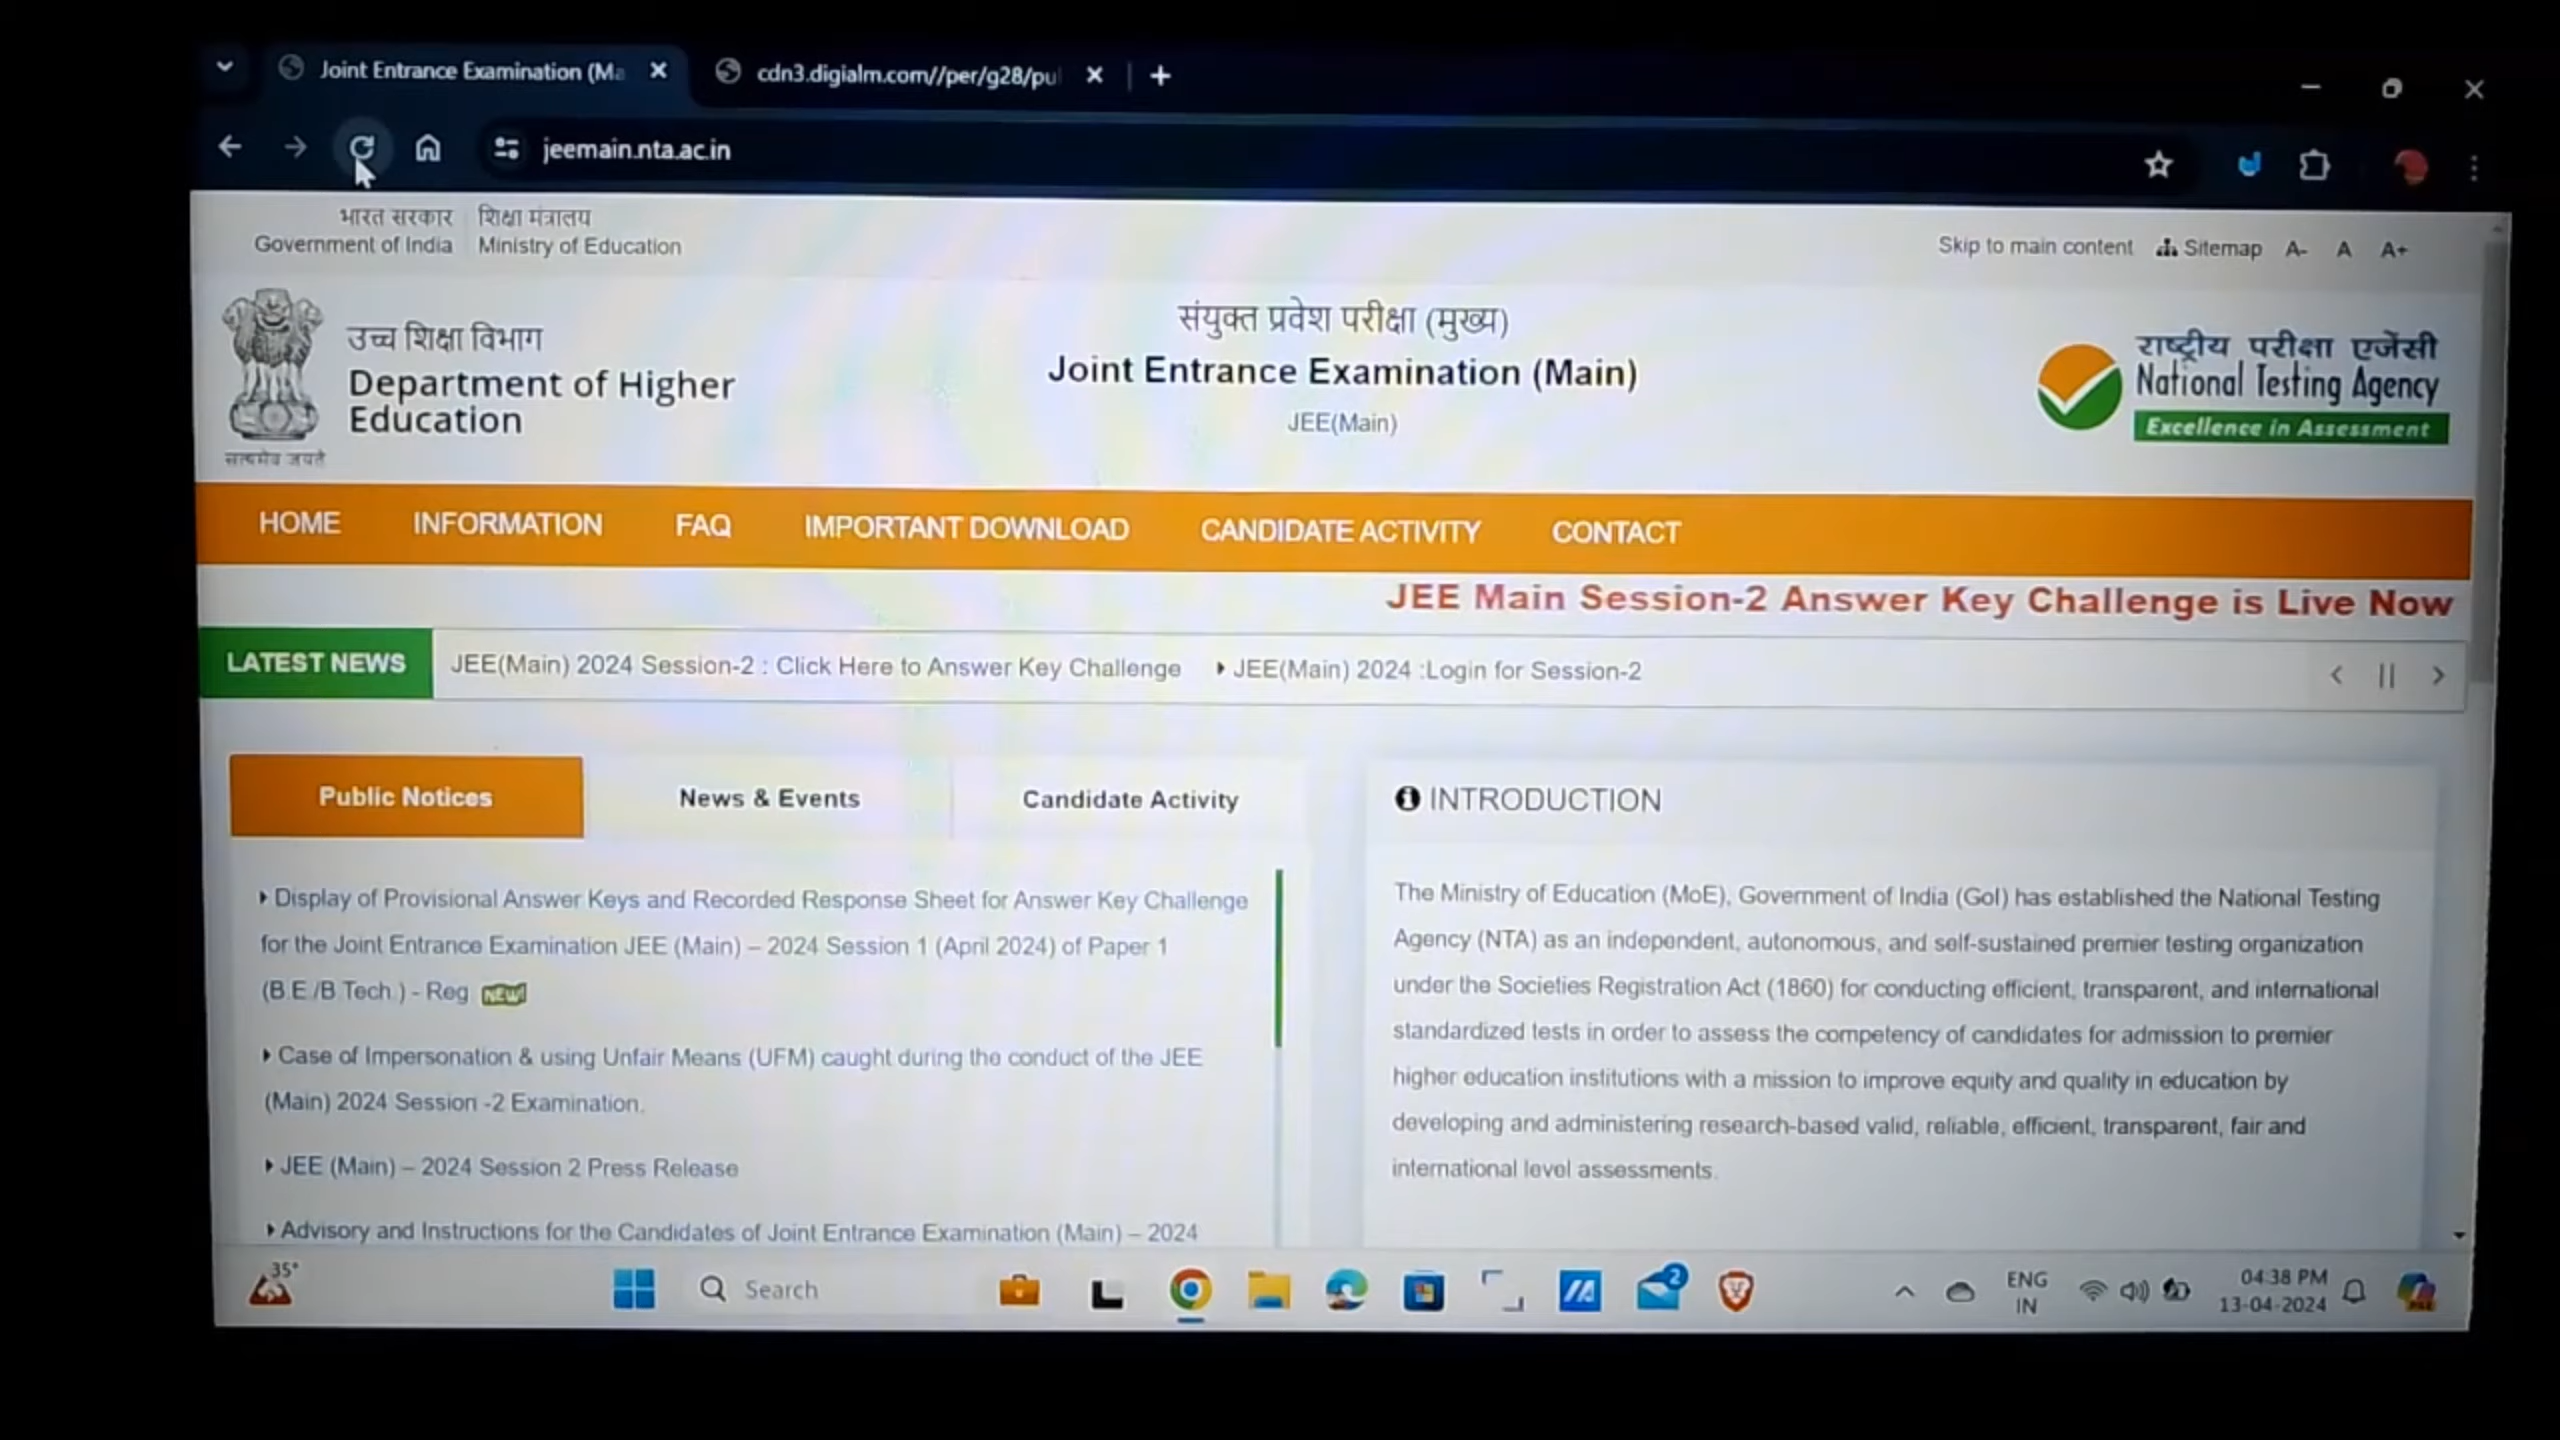 Joint Entrance Examination (Ma
cdn3.digialm.com//per/g28/pu
jeemain.nta.ac.in
भारत सरकार शिक्षा मंत्रालय
Government of India Ministry of Education
Skip to main content Sitemap A- A A+
उच्च शिक्षा विभाग
Department of Higher
Education
सत्यमेव जयते
संयुक्त प्रवेश परीक्षा (मुख्य)
Joint Entrance Examination (Main)
JEE(Main)
राष्ट्रीय परीक्षा एजेंसी
National Testing Agency
Excellence in Assessment
HOME INFORMATION FAQ IMPORTANT DOWNLOAD CANDIDATE ACTIVITY CONTACT
JEE Main Session-2 Answer Key Challenge is Live Now
LATEST NEWS JEE(Main) 2024 Session-2 : Click Here to Answer Key Challenge JEE(Main) 2024 :Login for Session-2
Public Notices News & Events Candidate Activity
Display of Provisional Answer Keys and Recorded Response Sheet for Answer Key Challenge
for the Joint Entrance Examination JEE (Main) – 2024 Session 1 (April 2024) of Paper 1
(B.E./B.Tech.) - Reg NEW!
Case of Impersonation & using Unfair Means (UFM) caught during the conduct of the JEE
(Main) 2024 Session -2 Examination.
JEE (Main) – 2024 Session 2 Press Release
Advisory and Instructions for the Candidates of Joint Entrance Examination (Main) – 2024
INTRODUCTION
The Ministry of Education (MoE), Government of India (GoI) has established the National Testing
Agency (NTA) as an independent, autonomous, and self-sustained premier testing organization
under the Societies Registration Act (1860) for conducting efficient, transparent, and international
standardized tests in order to assess the competency of candidates for admission to premier
higher education institutions with a mission to improve equity and quality in education by
developing and administering research-based valid, reliable, efficient, transparent, fair and
international level assessments.
35°
Search
2
ENG
IN
04:38 PM
13-04-2024